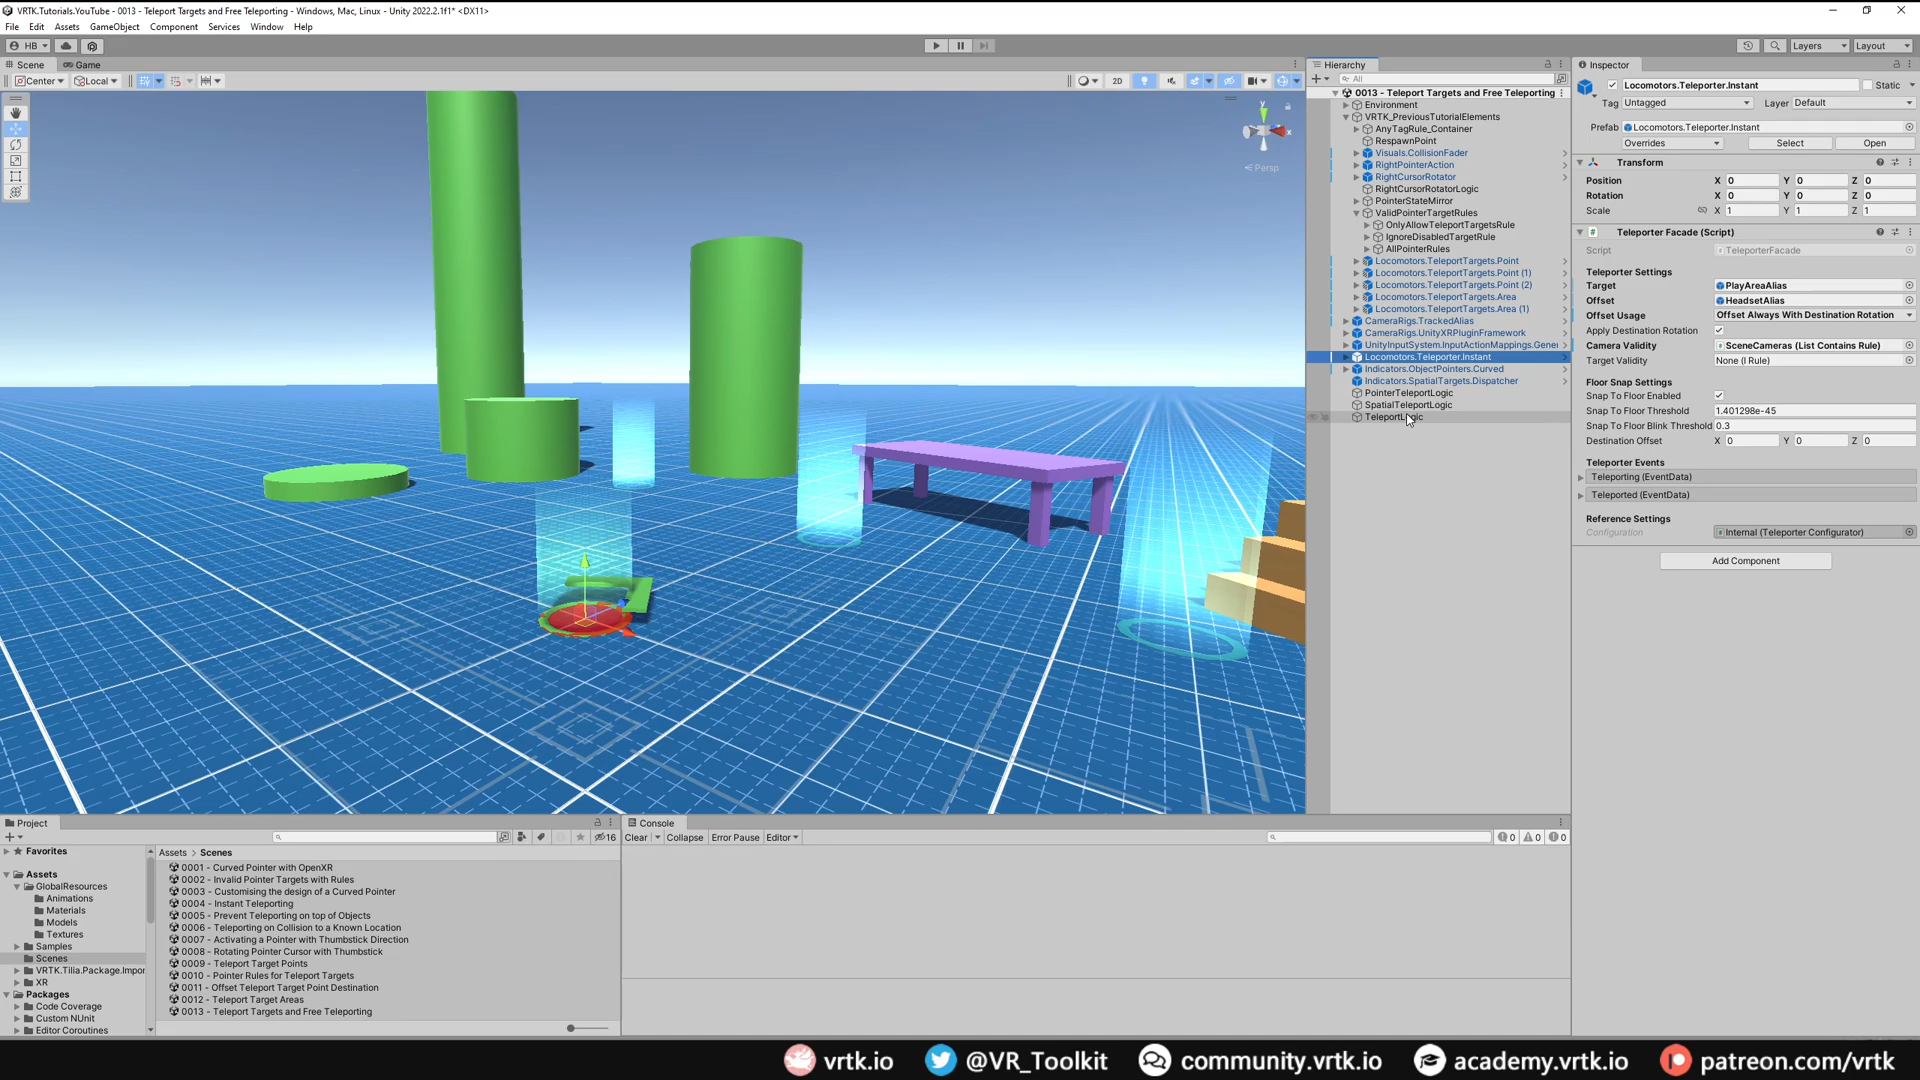 VRTK.Tutorials.YouTube - 0013 - Teleport Targets and Free Teleporting - Windows, Mac, Linux - Unity 2022.2.1f1* <DX11>
File Edit Assets GameObject Component Services Window Help
HB Layers Layout
Scene Game
Center Local 2D
y
x
Persp
Hierarchy
All
0013 - Teleport Targets and Free Teleporting
Environment
VRTK_PreviousTutorialElements
AnyTagRule_Container
RespawnPoint
Visuals.CollisionFader
RightPointerAction
RightCursorRotator
RightCursorRotatorLogic
PointerStateMirror
ValidPointerTargetRules
OnlyAllowTeleportTargetsRule
IgnoreDisabledTargetRule
AllPointerRules
Locomotors.TeleportTargets.Point
Locomotors.TeleportTargets.Point (1)
Locomotors.TeleportTargets.Point (2)
Locomotors.TeleportTargets.Area
Locomotors.TeleportTargets.Area (1)
CameraRigs.TrackedAlias
CameraRigs.UnityXRPluginFramework
UnityInputSystem.InputActionMappings.Gener
Locomotors.Teleporter.Instant
Indicators.ObjectPointers.Curved
Indicators.SpatialTargets.Dispatcher
PointerTeleportLogic
SpatialTeleportLogic
TeleportLogic
Inspector
Locomotors.Teleporter.Instant Static
Tag Untagged Layer Default
Prefab Locomotors.Teleporter.Instant
Overrides Select Open
Transform
Position X 0 Y 0 Z 0
Rotation X 0 Y 0 Z 0
Scale X 1 Y 1 Z 1
Teleporter Facade (Script)
Script TeleporterFacade
Teleporter Settings
Target PlayAreaAlias
Offset HeadsetAlias
Offset Usage Offset Always With Destination Rotation
Apply Destination Rotation
Camera Validity SceneCameras (List Contains Rule)
Target Validity None (I Rule)
Floor Snap Settings
Snap To Floor Enabled
Snap To Floor Threshold 1.401298e-45
Snap To Floor Blink Threshold 0.3
Destination Offset X 0 Y 0 Z 0
Teleporter Events
Teleporting (EventData)
Teleported (EventData)
Reference Settings
Configuration Internal (Teleporter Configurator)
Add Component
Project
16
Favorites
Assets
GlobalResources
Animations
Materials
Models
Textures
Samples
Scenes
VRTK.Tilia.Package.Impor
XR
Packages
Code Coverage
Custom NUnit
Editor Coroutines
Assets > Scenes
0001 - Curved Pointer with OpenXR
0002 - Invalid Pointer Targets with Rules
0003 - Customising the design of a Curved Pointer
0004 - Instant Teleporting
0005 - Prevent Teleporting on top of Objects
0006 - Teleporting on Collision to a Known Location
0007 - Activating a Pointer with Thumbstick Direction
0008 - Rotating Pointer Cursor with Thumbstick
0009 - Teleport Target Points
0010 - Pointer Rules for Teleport Targets
0011 - Offset Teleport Target Point Destination
0012 - Teleport Target Areas
0013 - Teleport Targets and Free Teleporting
Console
Clear Collapse Error Pause Editor 0 0 0
vrtk.io @VR_Toolkit community.vrtk.io academy.vrtk.io patreon.com/vrtk